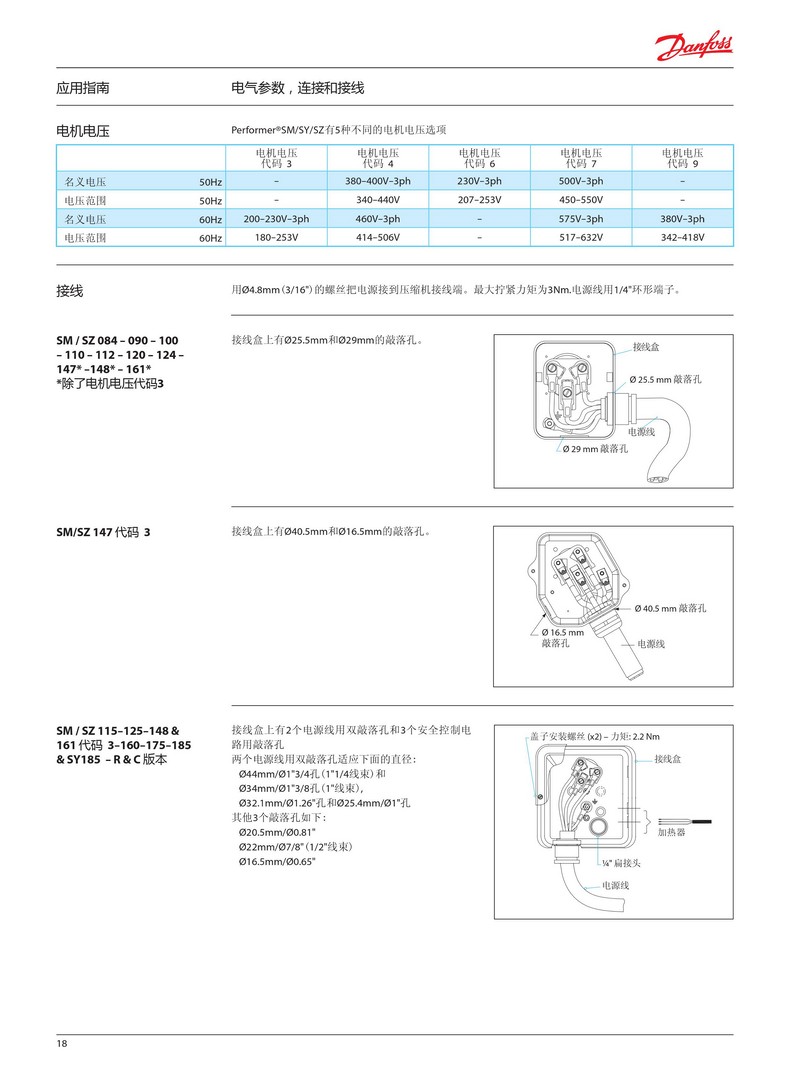 Danfoss
应用指南 电气参数，连接和接线
电机电压 Performer®SM/SY/SZ有5种不同的电机电压选项
电机电压 电机电压 电机电压 电机电压 电机电压
代码 3 代码 4 代码 6 代码 7 代码 9
名义电压 50Hz – 380–400V–3ph 230V–3ph 500V–3ph –
电压范围 50Hz – 340–440V 207–253V 450–550V –
名义电压 60Hz 200–230V–3ph 460V–3ph – 575V–3ph 380V–3ph
电压范围 60Hz 180–253V 414–506V – 517–632V 342–418V
接线 用Ø4.8mm（3/16"）的螺丝把电源接到压缩机接线端。最大拧紧力矩为3Nm.电源线用1/4"环形端子。
SM / SZ 084 – 090 – 100
– 110 – 112 – 120 – 124 –
147* –148* – 161*
*除了电机电压代码3
接线盒上有Ø25.5mm和Ø29mm的敲落孔。
接线盒
Ø 25.5 mm 敲落孔
电源线
Ø 29 mm 敲落孔
SM/SZ 147 代码 3
接线盒上有Ø40.5mm和Ø16.5mm的敲落孔。
Ø 40.5 mm 敲落孔
Ø 16.5 mm
敲落孔
电源线
SM / SZ 115–125–148 &
161 代码 3–160–175–185
& SY185 – R & C 版本
接线盒上有2个电源线用双敲落孔和3个安全控制电
路用敲落孔
两个电源线用双敲落孔适应下面的直径：
Ø44mm/Ø1"3/4孔（1"1/4线束）和
Ø34mm/Ø1"3/8孔（1"线束），
Ø32.1mm/Ø1.26"孔和Ø25.4mm/Ø1"孔
其他3个敲落孔如下：
Ø20.5mm/Ø0.81"
Ø22mm/Ø7/8"（1/2"线束）
Ø16.5mm/Ø0.65"
盖子安装螺丝 (x2) – 力矩: 2.2 Nm
接线盒
加热器
¼" 扁接头
电源线
18